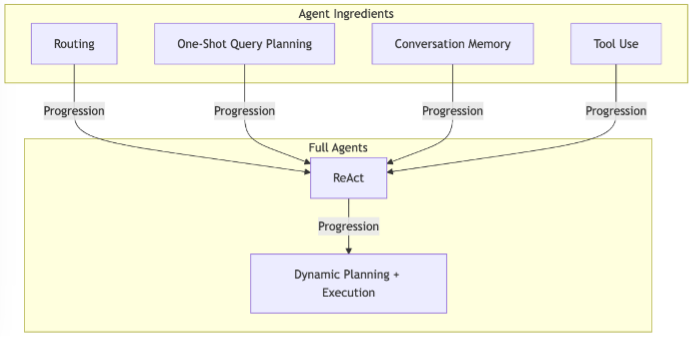 Agent Ingredients
Routing
One-Shot Query Planning
Conversation Memory
Tool Use
Progression
Progression
Progression
Progression
Full Agents
ReAct
Progression
Dynamic Planning +
Execution